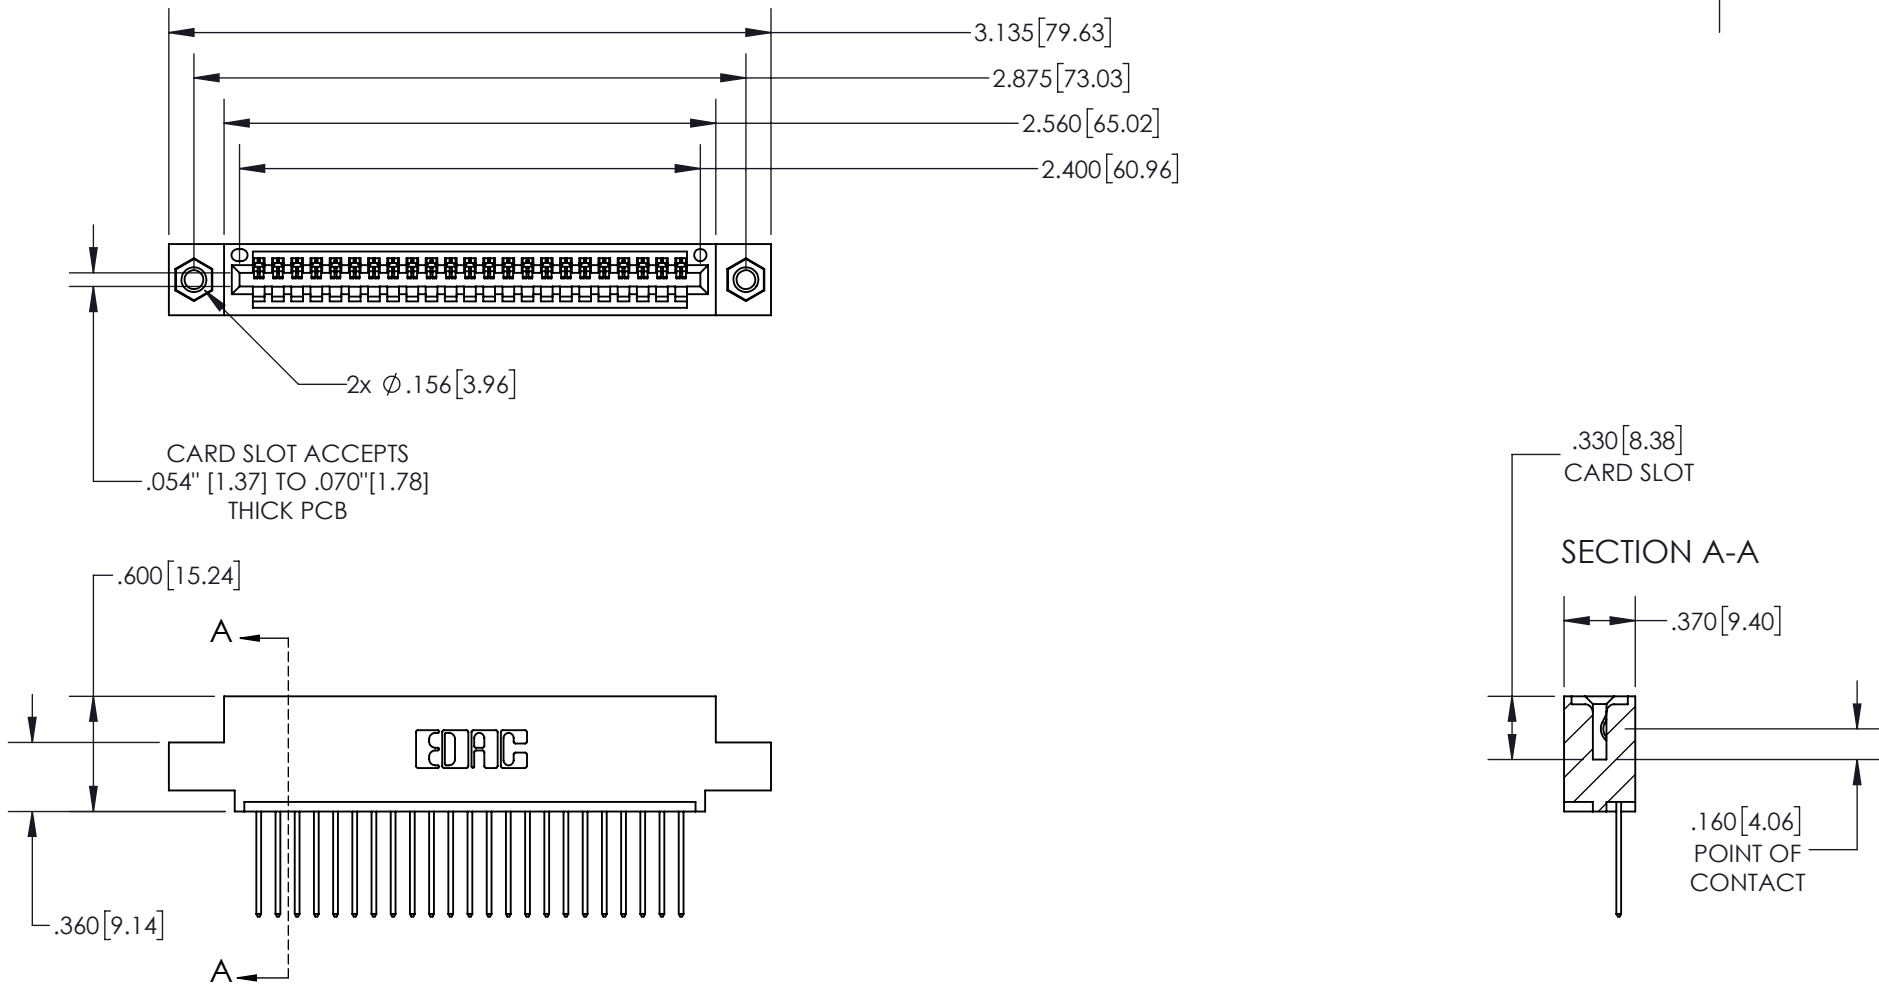 3.135[79.63]
2.875[73.03]
2.560[65.02]
2.400[60.96]
2x ∅.156[3.96]
CARD SLOT ACCEPTS
.054" [1.37] TO .070"[1.78]
THICK PCB
.330[8.38]
CARD SLOT
SECTION A-A
.600[15.24]
.370[9.40]
A
EDAC
.160[4.06]
POINT OF
CONTACT
.360[9.14]
A